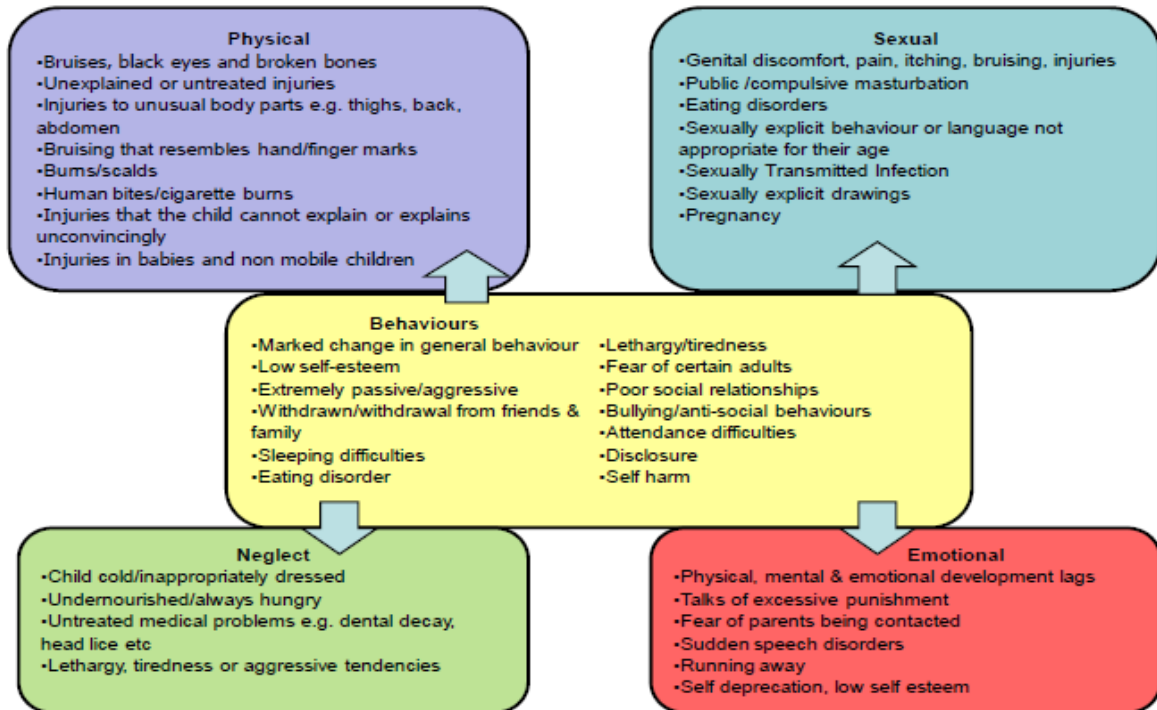 Physical
•Bruises, black eyes and broken bones
•Unexplained or untreated injuries
•Injuries to unusual body parts e.g. thighs, back,
abdomen
•Bruising that resembles hand/finger marks
•Burns/scalds
•Human bites/cigarette burns
•Injuries that the child cannot explain or explains
unconvincingly
•Injuries in babies and non mobile children
Sexual
•Genital discomfort, pain, itching, bruising, injuries
•Public /compulsive masturbation
•Eating disorders
•Sexually explicit behaviour or language not
appropriate for their age
•Sexually Transmitted Infection
•Sexually explicit drawings
•Pregnancy
Behaviours
•Marked change in general behaviour
•Low self-esteem
•Extremely passive/aggressive
•Withdrawn/withdrawal from friends &
family
•Sleeping difficulties
•Eating disorder
•Lethargy/tiredness
•Fear of certain adults
•Poor social relationships
•Bullying/anti-social behaviours
•Attendance difficulties
•Disclosure
•Self harm
Neglect
•Child cold/inappropriately dressed
•Undernourished/always hungry
•Untreated medical problems e.g. dental decay,
head lice etc
•Lethargy, tiredness or aggressive tendencies
Emotional
•Physical, mental & emotional development lags
•Talks of excessive punishment
•Fear of parents being contacted
•Sudden speech disorders
•Running away
•Self deprecation, low self esteem